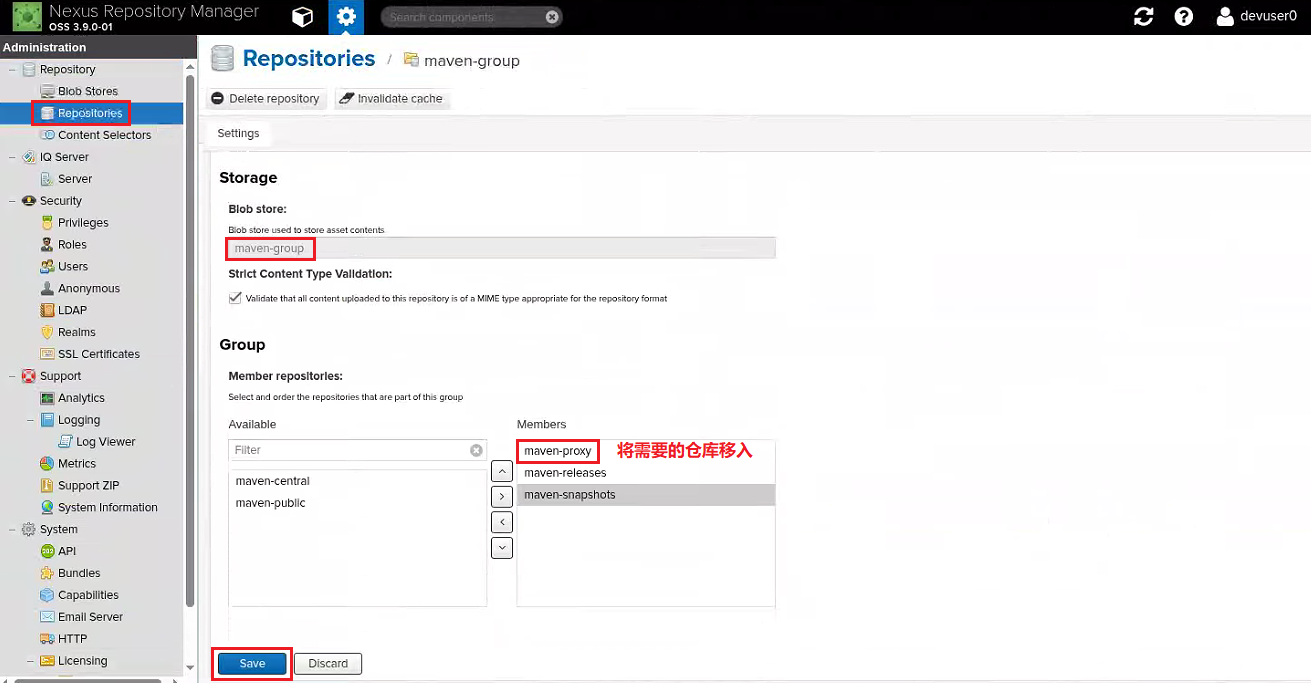 Nexus Repository Manager
OSS 3.9.0-01
Search components
devuser0
Administration
Repository
Blob Stores
Repositories
Content Selectors
IQ Server
Server
Security
Privileges
Roles
Users
Anonymous
LDAP
Realms
SSL Certificates
Support
Analytics
Logging
Log Viewer
Metrics
Support ZIP
System Information
System
API
Bundles
Capabilities
Email Server
HTTP
Licensing
Repositories / maven-group
Delete repository
Invalidate cache
Settings
Storage
Blob store:
Blob store used to store asset contents
maven-group
Strict Content Type Validation:
Validate that all content uploaded to this repository is of a MIME type appropriate for the repository format
Group
Member repositories:
Select and order the repositories that are part of this group
Available
Filter
maven-central
maven-public
Members
maven-proxy 将需要的仓库移入
maven-releases
maven-snapshots
Save
Discard